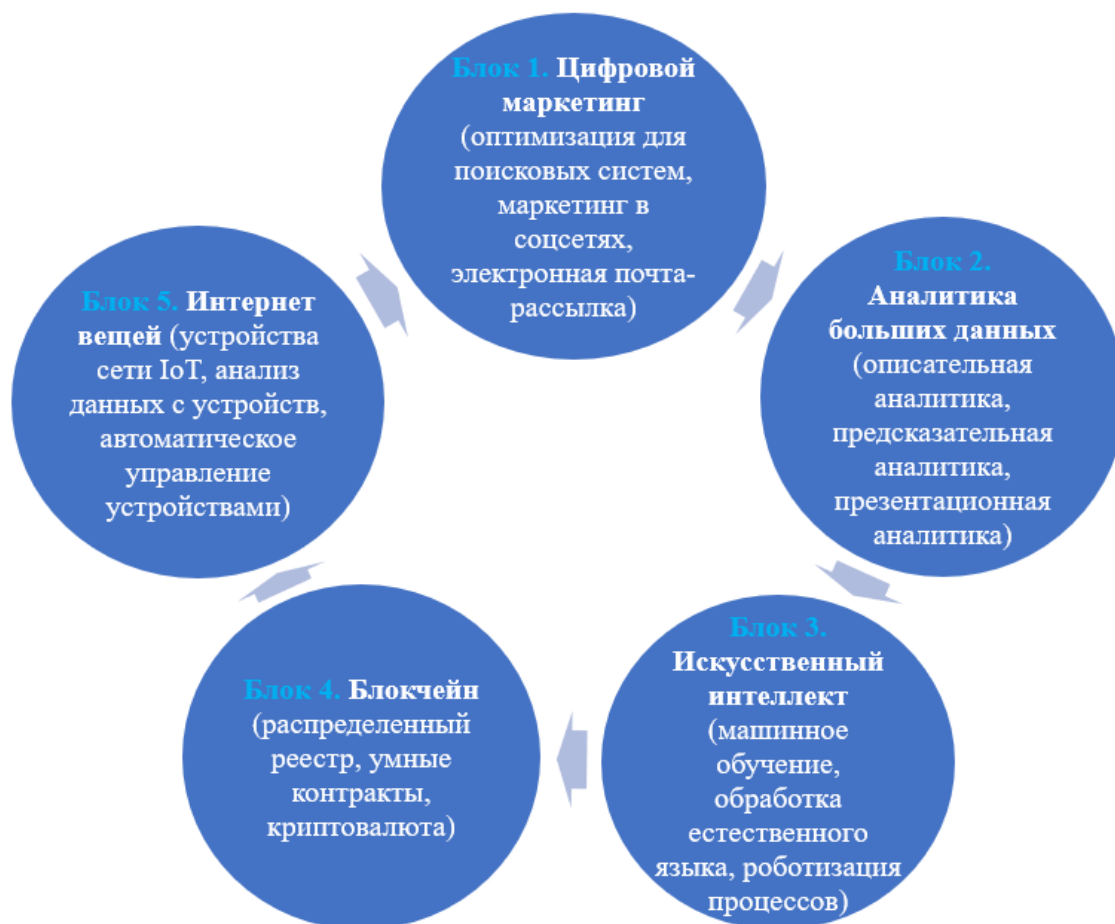 Блок 1. Цифровой
маркетинг
(оптимизация для
поисковых систем,
маркетинг в
соцсетях,
электронная почта-
рассылка)
Блок 2.
Аналитика
больших данных
(описательная
аналитика,
предсказательная
аналитика,
презентационная
аналитика)
Блок 3.
Искусственный
интеллект
(машинное
обучение,
обработка
естественного
языка, роботизация
процессов)
Блок 4. Блокчейн
(распределенный
реестр, умные
контракты,
криптовалюта)
Блок 5. Интернет
вещей (устройства
сети IoT, анализ
данных с устройств,
автоматическое
управление
устройствами)